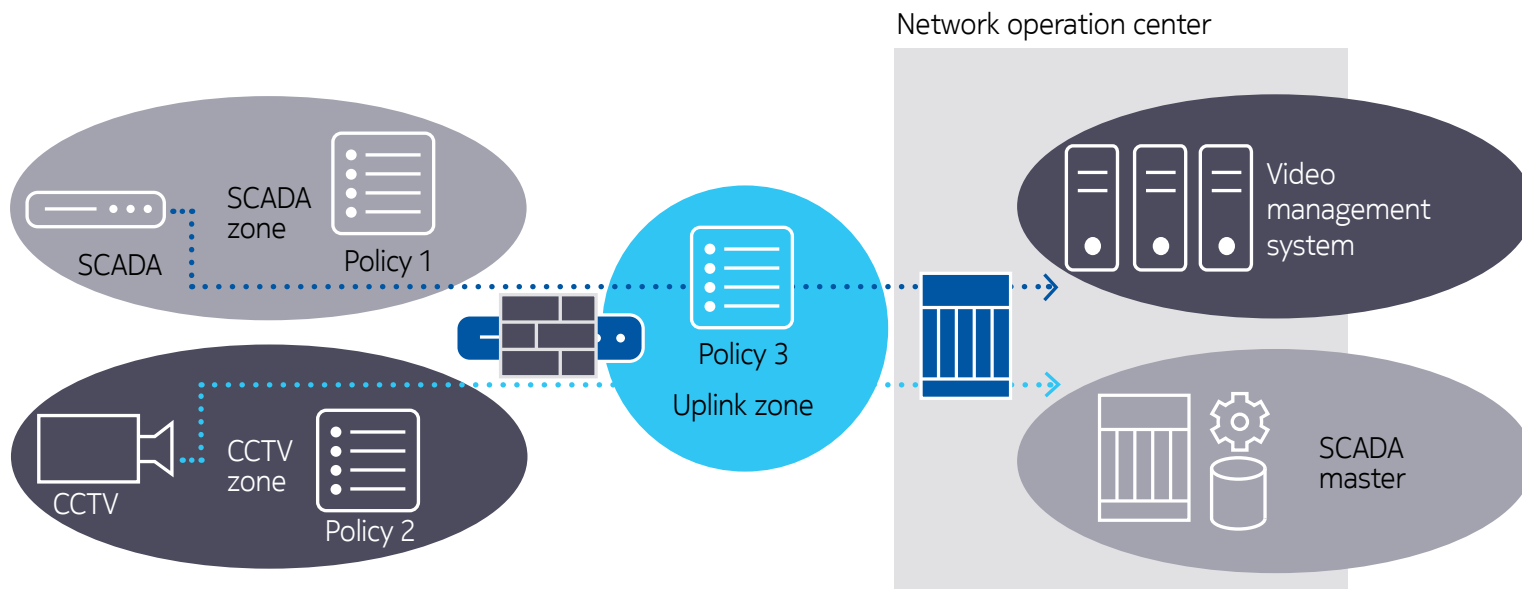 Network operation center
SCADA
zone
SCADA
Policy 1
Video
management
system
Policy 3
Uplink zone
CCTV
zone
CCTV
Policy 2
SCADA
master